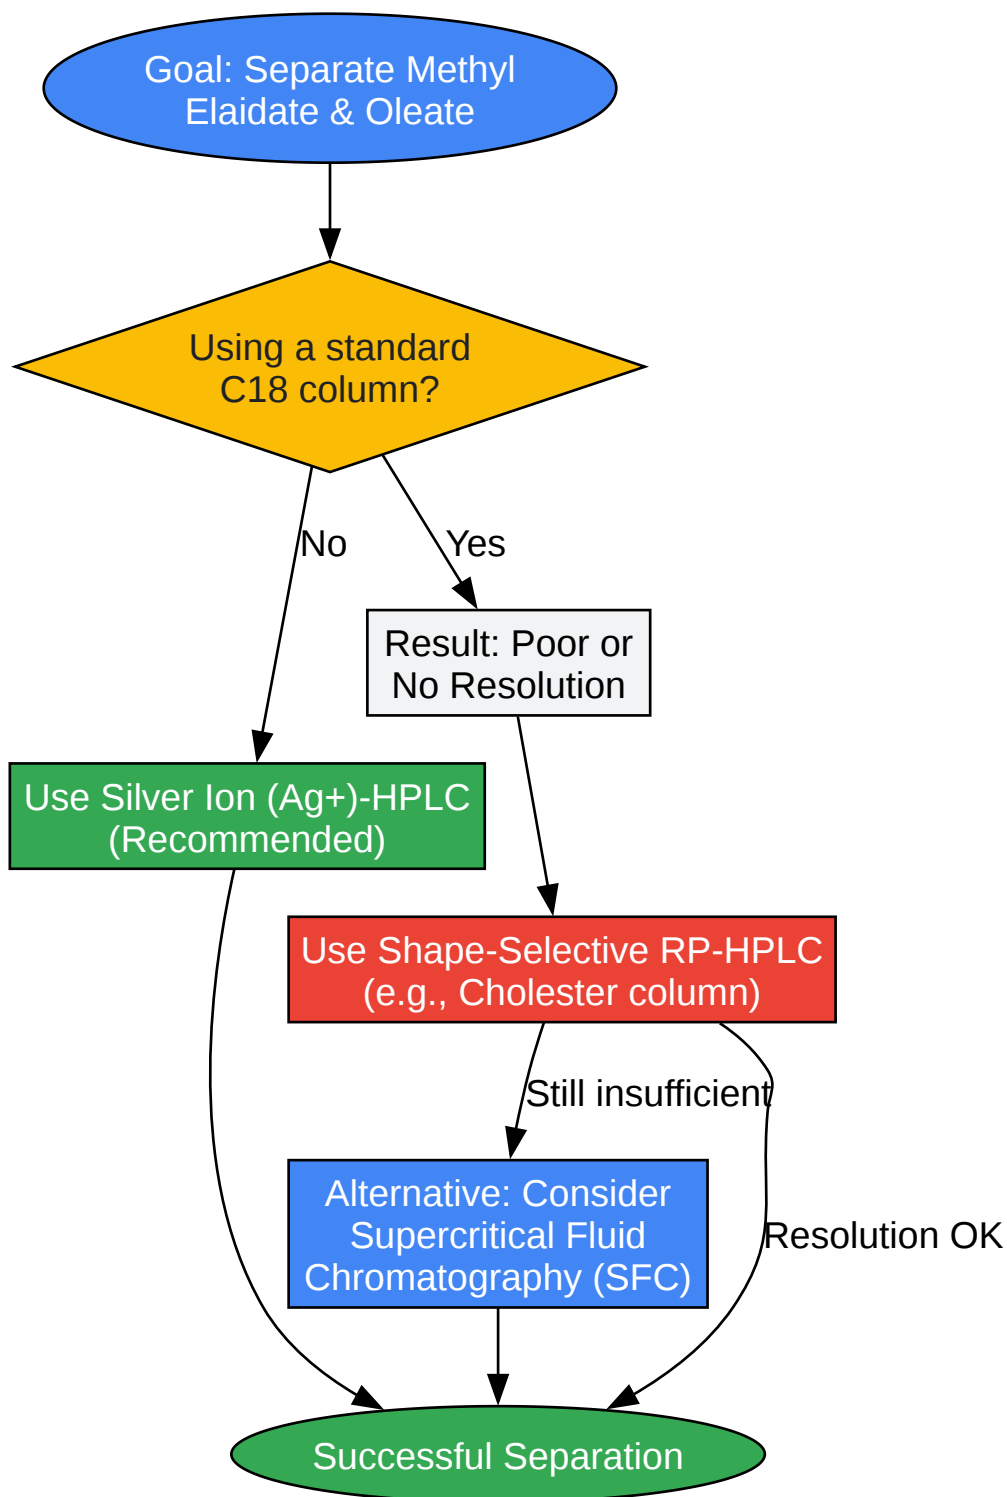 Goal: Separate Methyl
Elaidate & Oleate
Using a standard
C18 column?
No
Yes
Result: Poor or
No Resolution
Use Silver Ion (Ag+)-HPLC
(Recommended)
Use Shape-Selective RP-HPLC
(e.g., Cholester column)
Still insufficient
Alternative: Consider
Supercritical Fluid
Chromatography (SFC)
Resolution OK
Successful Separation